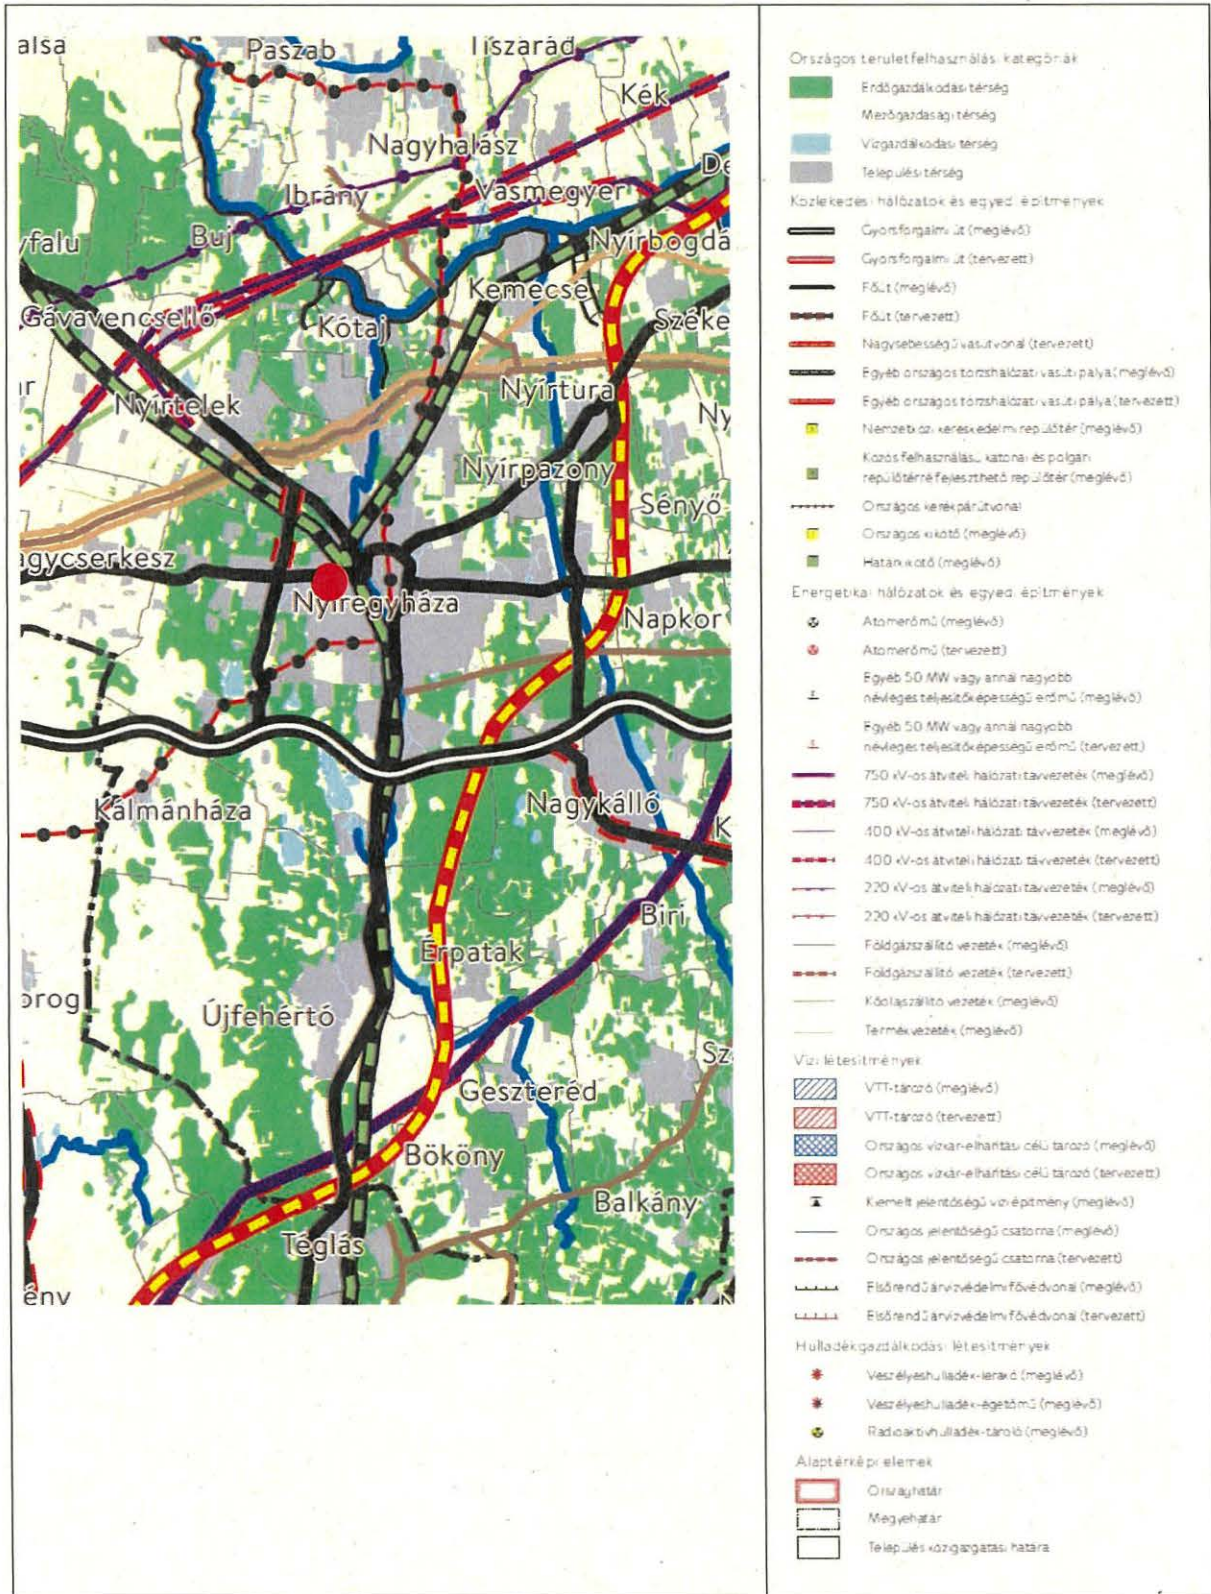 alsa
Paszab
Tiszarád
Kék
Nagyhalász
De
Ibrány
Vasmegyer
Buj
yfalu
Nyírbogdá
Kemecse
Gávavencsellő
Kótaj
Széke
ar
Nyírtelek
Nyírtura
Ny
Nyírpazony
Sényő
agycserkesz
Nyíregyháza
Napkor
Kálmánháza
Nagykálló
K
Biri
Érpatak
orog
Újfehértó
Sz
Geszteréd
Bököny
Balkány
Téglás
ény
Országos területfelhasználási kategóriák
Erdőgazdálkodási térség
Mezőgazdasági térség
Vízgazdálkodási térség
Települési térség
Közlekedési hálózatok és egyedi építmények
Gyorsforgalmi út (meglévő)
Gyorsforgalmi út (tervezett)
Főút (meglévő)
Főút (tervezett)
Nagysebességű vasútvonal (tervezett)
Egyéb országos törzshálózati vasúti pálya (meglévő)
Egyéb országos törzshálózati vasúti pálya (tervezett)
Nemzetközi kereskedelmi repülőtér (meglévő)
Közös felhasználású katonai és polgári
repülőtérré fejleszthető repülőtér (meglévő)
Országos kerékpárútvonal
Országos kikötő (meglévő)
Határkikötő (meglévő)
Energetikai hálózatok és egyedi építmények
Atomerőmű (meglévő)
Atomerőmű (tervezett)
Egyéb 50 MW vagy annál nagyobb
névleges teljesítőképességű erőmű (meglévő)
Egyéb 50 MW vagy annál nagyobb
névleges teljesítőképességű erőmű (tervezett)
750 kV-os átviteli hálózati távvezeték (meglévő)
750 kV-os átviteli hálózati távvezeték (tervezett)
400 kV-os átviteli hálózati távvezeték (meglévő)
400 kV-os átviteli hálózati távvezeték (tervezett)
220 kV-os átviteli hálózati távvezeték (meglévő)
220 kV-os átviteli hálózati távvezeték (tervezett)
Földgázszállító vezeték (meglévő)
Földgázszállító vezeték (tervezett)
Kőolajszállító vezeték (meglévő)
Termékvezeték (meglévő)
Vízi létesítmények
VTT-tározó (meglévő)
VTT-tározó (tervezett)
Országos vízkár-elhárítási célú tározó (meglévő)
Országos vízkár-elhárítási célú tározó (tervezett)
Kiemelt jelentőségű vízi építmény (meglévő)
Országos jelentőségű csatorna (meglévő)
Országos jelentőségű csatorna (tervezett)
Elsőrendű árvízvédelmi fővédvonal (meglévő)
Elsőrendű árvízvédelmi fővédvonal (tervezett)
Hulladékgazdálkodási létesítmények
Veszélyeshulladék-lerakó (meglévő)
Veszélyeshulladék-égetőmű (meglévő)
Radioaktívhulladék-tároló (meglévő)
Alaptérképi elemek
Országhatár
Megyehatár
Település közigazgatási határa